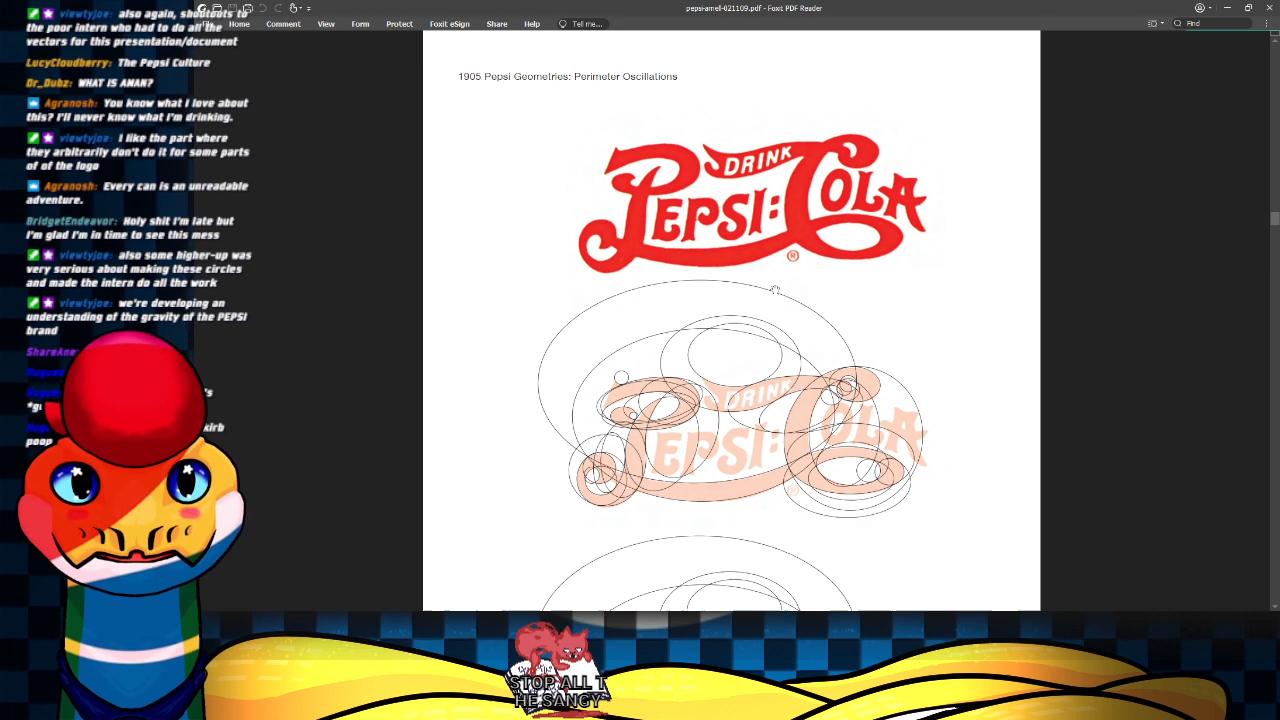 pepsi-arnell-021109.pdf - Foxit PDF Reader
File Home Comment View Form Protect Foxit eSign Share Help Tell me... Find
viewtyjoe: also again, shoutouts to
the poor intern who had to do all the
vectors for this presentation/document
LucyCloudberry: The Pepsi Culture
Dr_Dubz: WHAT IS AMAN?
Agranosh: You know what I love about
this? I'll never know what I'm drinking.
viewtyjoe: I like the part where
they arbitrarily don't do it for some parts
of of the logo
Agranosh: Every can is an unreadable
adventure.
BridgetEndeavor: Holy shit I'm late but
I'm glad I'm in time to see this mess
viewtyjoe: also some higher-up was
very serious about making these circles
and made the intern do all the work
viewtyjoe: we're developing an
understanding of the gravity of the PEPSI
brand
poop
1905 Pepsi Geometries: Perimeter Oscillations
DRINK
PEPSI:COLA
®
DRINK
PEPSI:COLA
®
STOP ALL T
HE SANGY